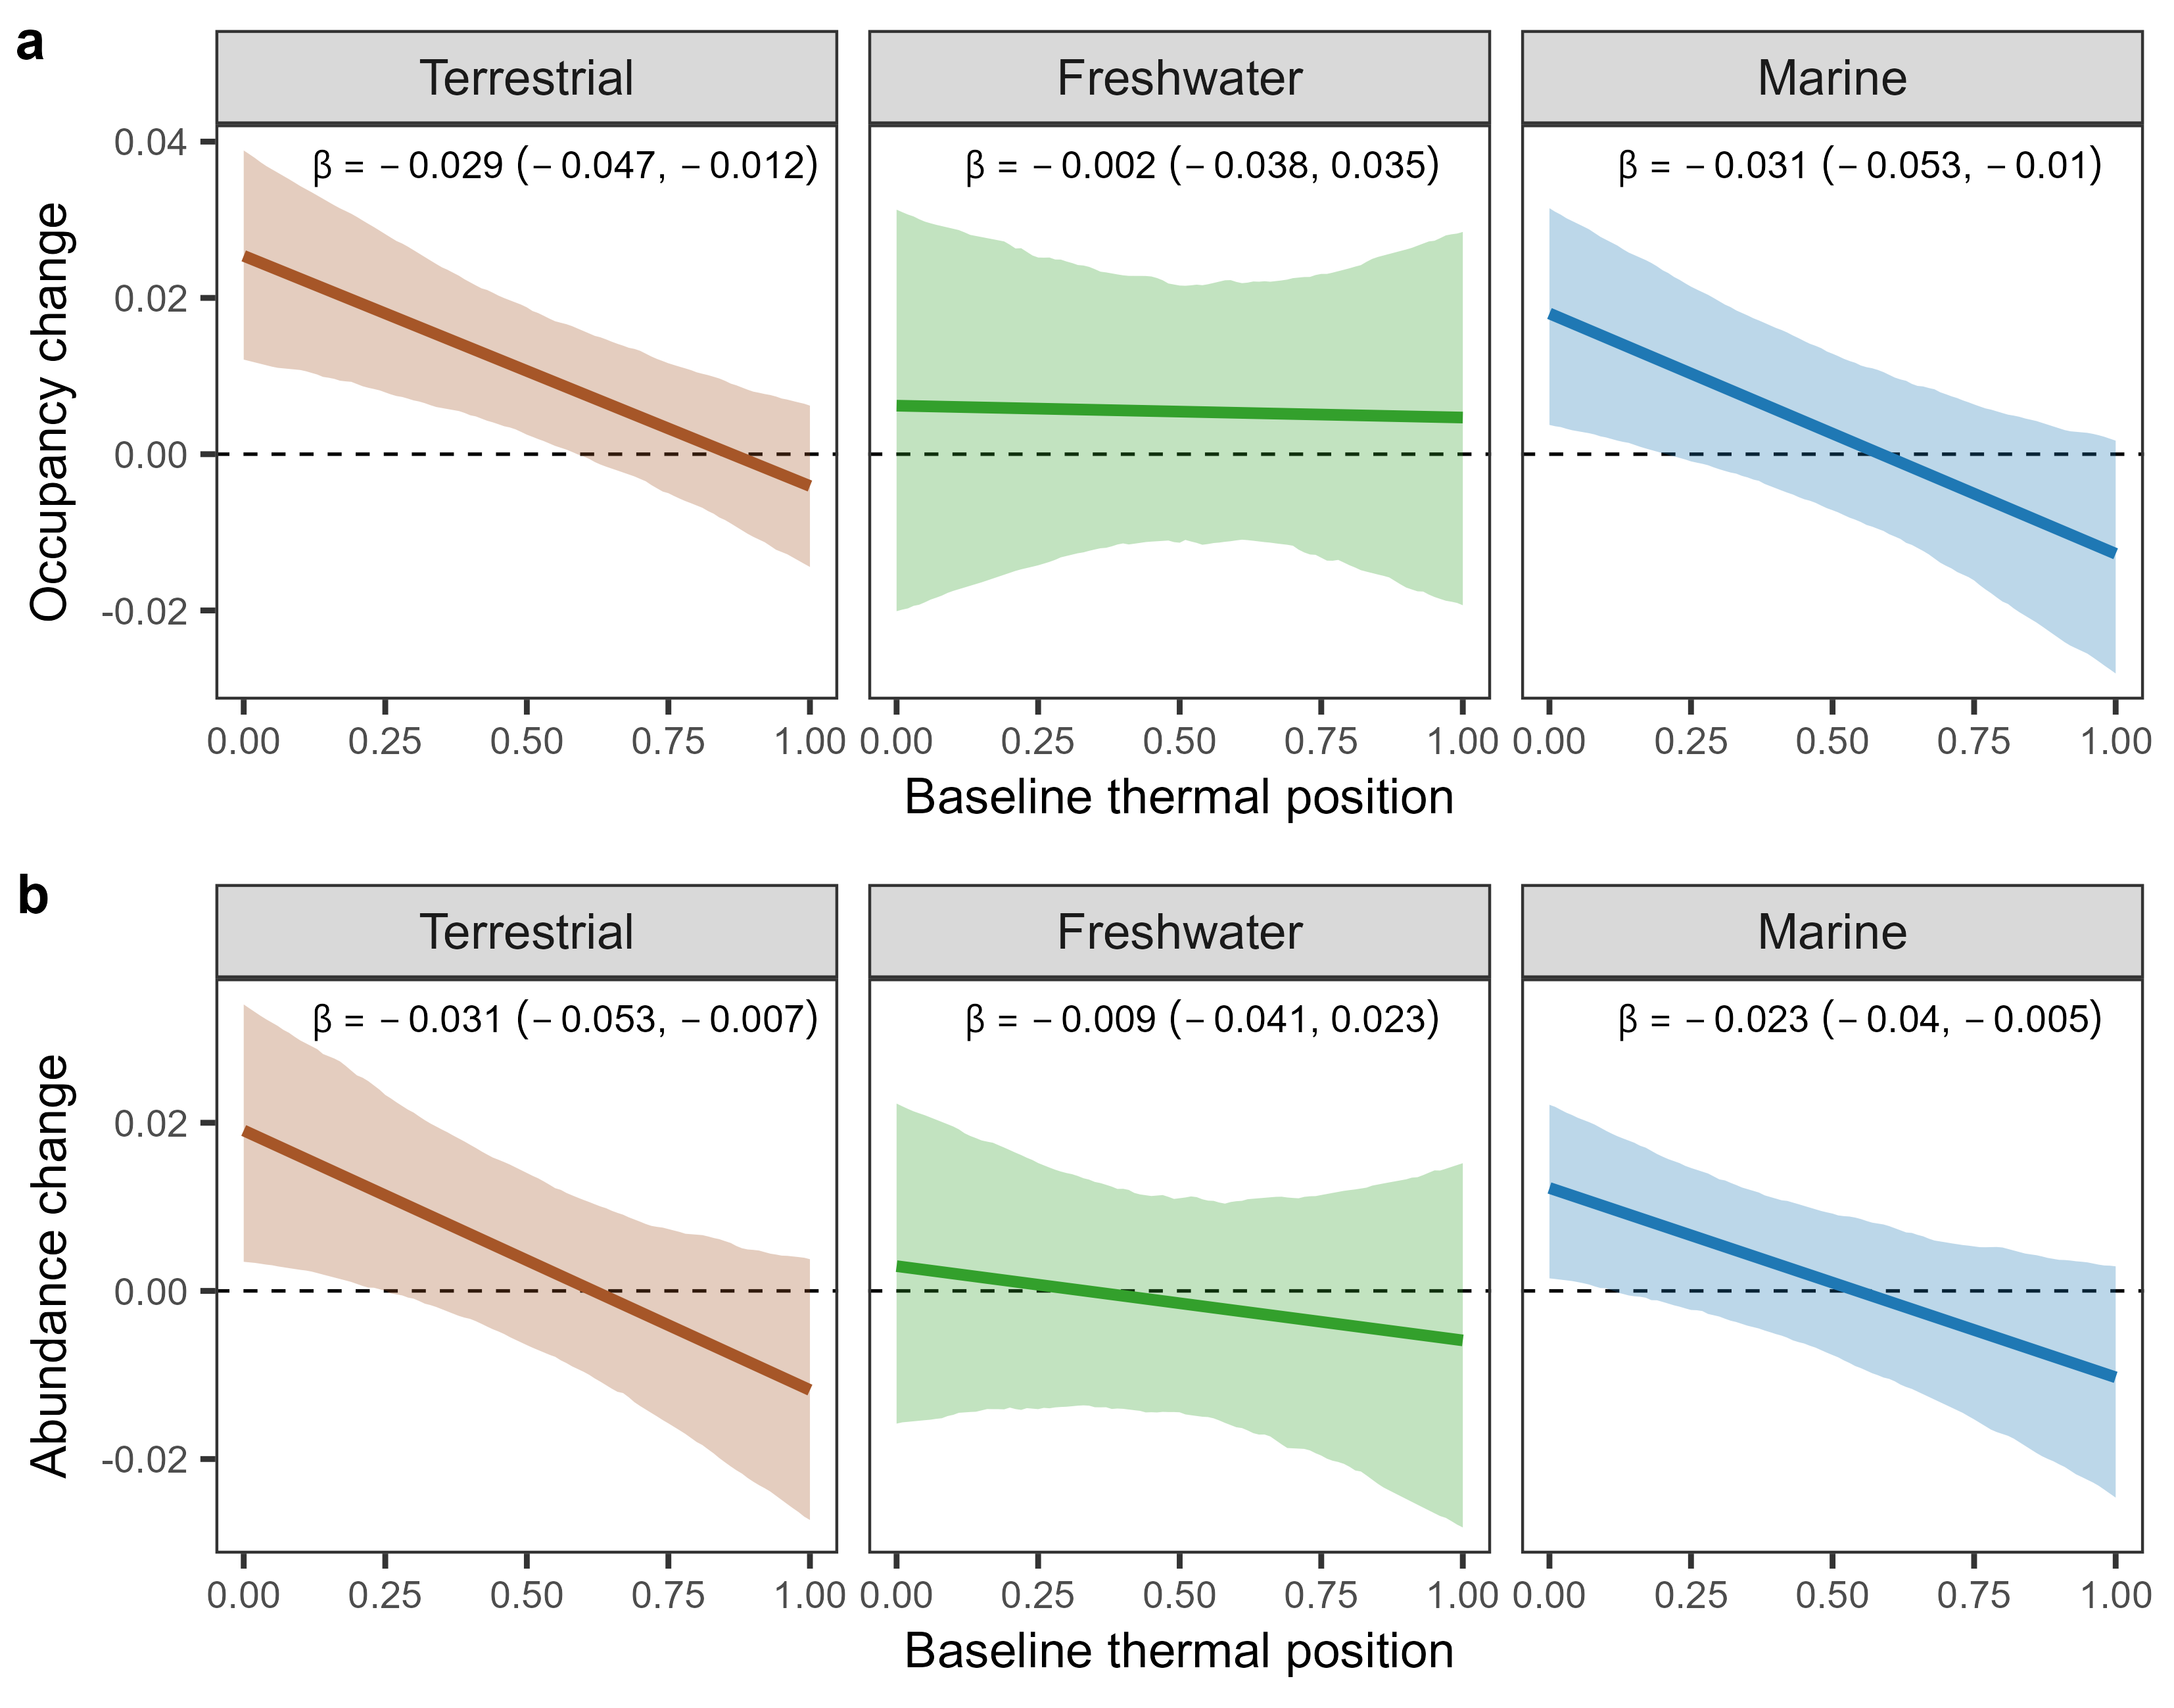 a
Terrestrial Freshwater Marine
β = − 0.029 (− 0.047, − 0.012) β = − 0.002 (− 0.038, 0.035) β = − 0.031 (− 0.053, − 0.01)
Occupancy change
0.04
0.02
0.00
-0.02
0.00 0.25 0.50 0.75 1.00 0.00 0.25 0.50 0.75 1.00 0.00 0.25 0.50 0.75 1.00
Baseline thermal position
b
Terrestrial Freshwater Marine
β = − 0.031 (− 0.053, − 0.007) β = − 0.009 (− 0.041, 0.023) β = − 0.023 (− 0.04, − 0.005)
Abundance change
0.02
0.00
-0.02
0.00 0.25 0.50 0.75 1.00 0.00 0.25 0.50 0.75 1.00 0.00 0.25 0.50 0.75 1.00
Baseline thermal position